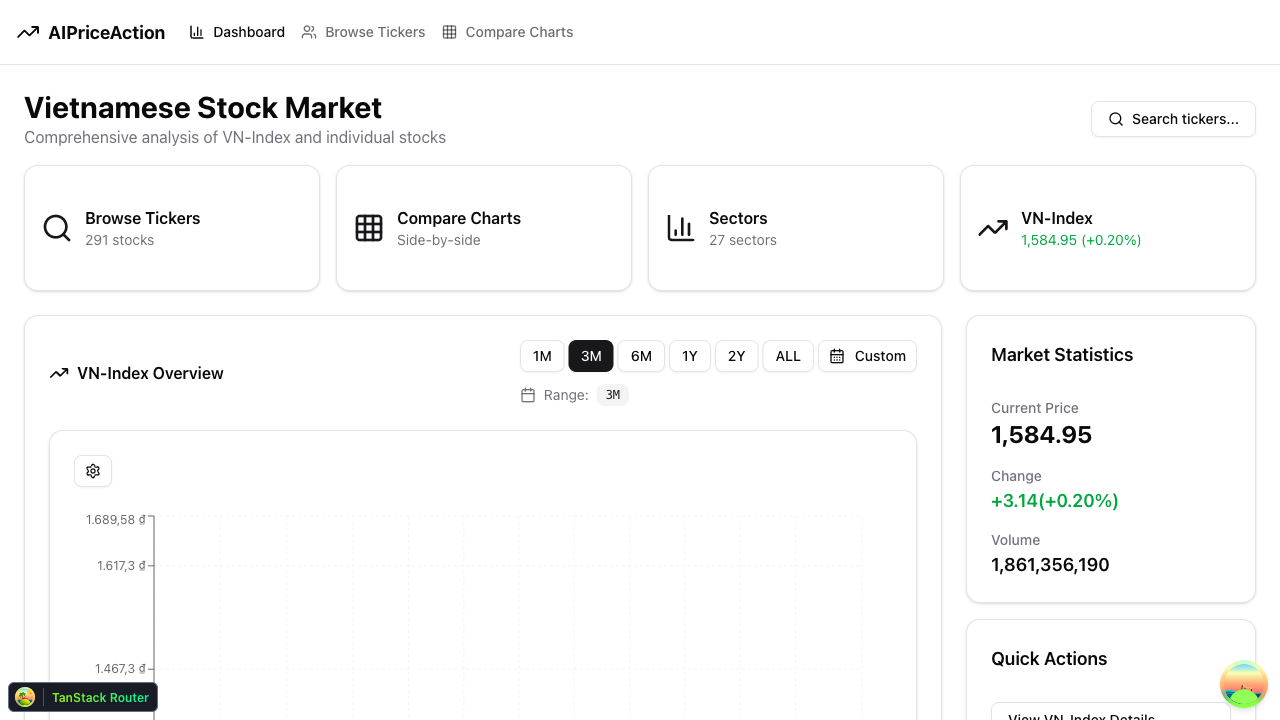 AIPriceAction
Dashboard
Browse Tickers
Compare Charts
Vietnamese Stock Market
Comprehensive analysis of VN-Index and individual stocks
Search tickers...
Browse Tickers
291 stocks
Compare Charts
Side-by-side
Sectors
27 sectors
VN-Index
1,584.95 (+0.20%)
VN-Index Overview
1M
3M
6M
1Y
2Y
ALL
Custom
Range:
3M
1.689,58 ₫
1.617,3 ₫
1.467,3 ₫
Market Statistics
Current Price
1,584.95
Change
+3.14(+0.20%)
Volume
1,861,356,190
Quick Actions
View VN-Index Details
TanStack Router